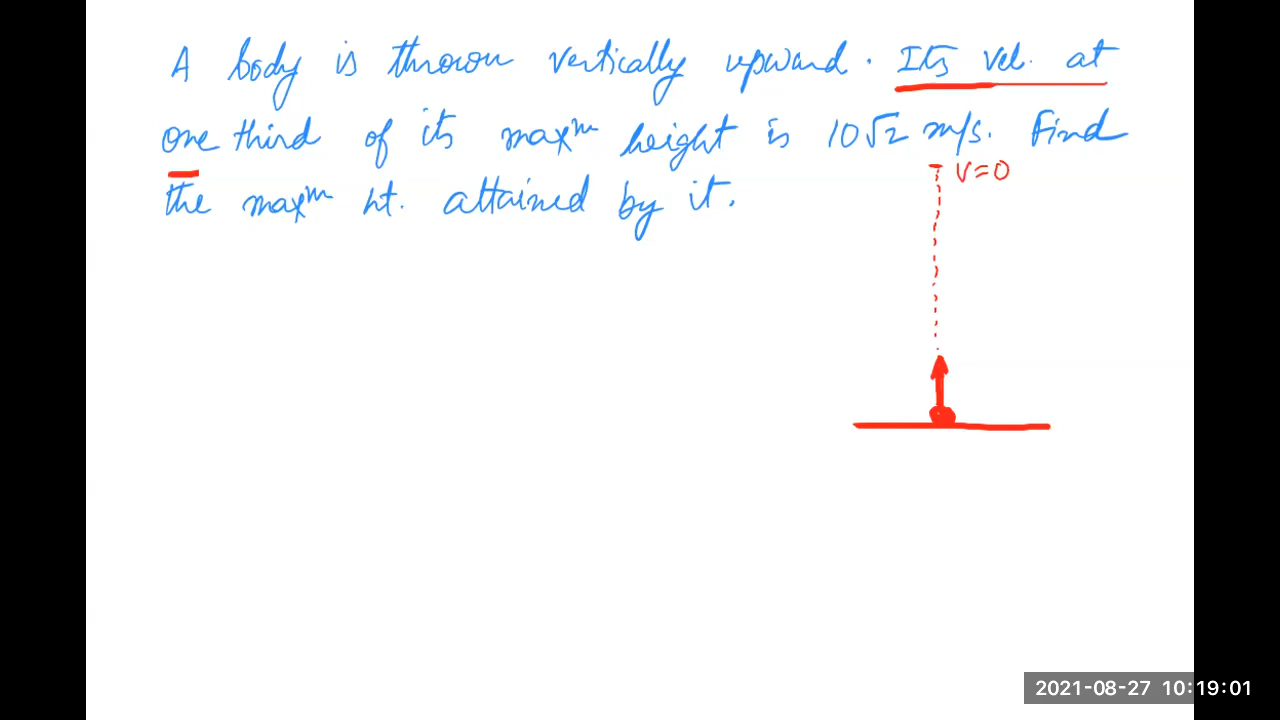 A body is thrown vertically upward. Its vel. at
one third of its maxᵐ height is 10√2 m/s. Find
the maxᵐ ht. attained by it.
v=0
2021-08-27 10:19:01